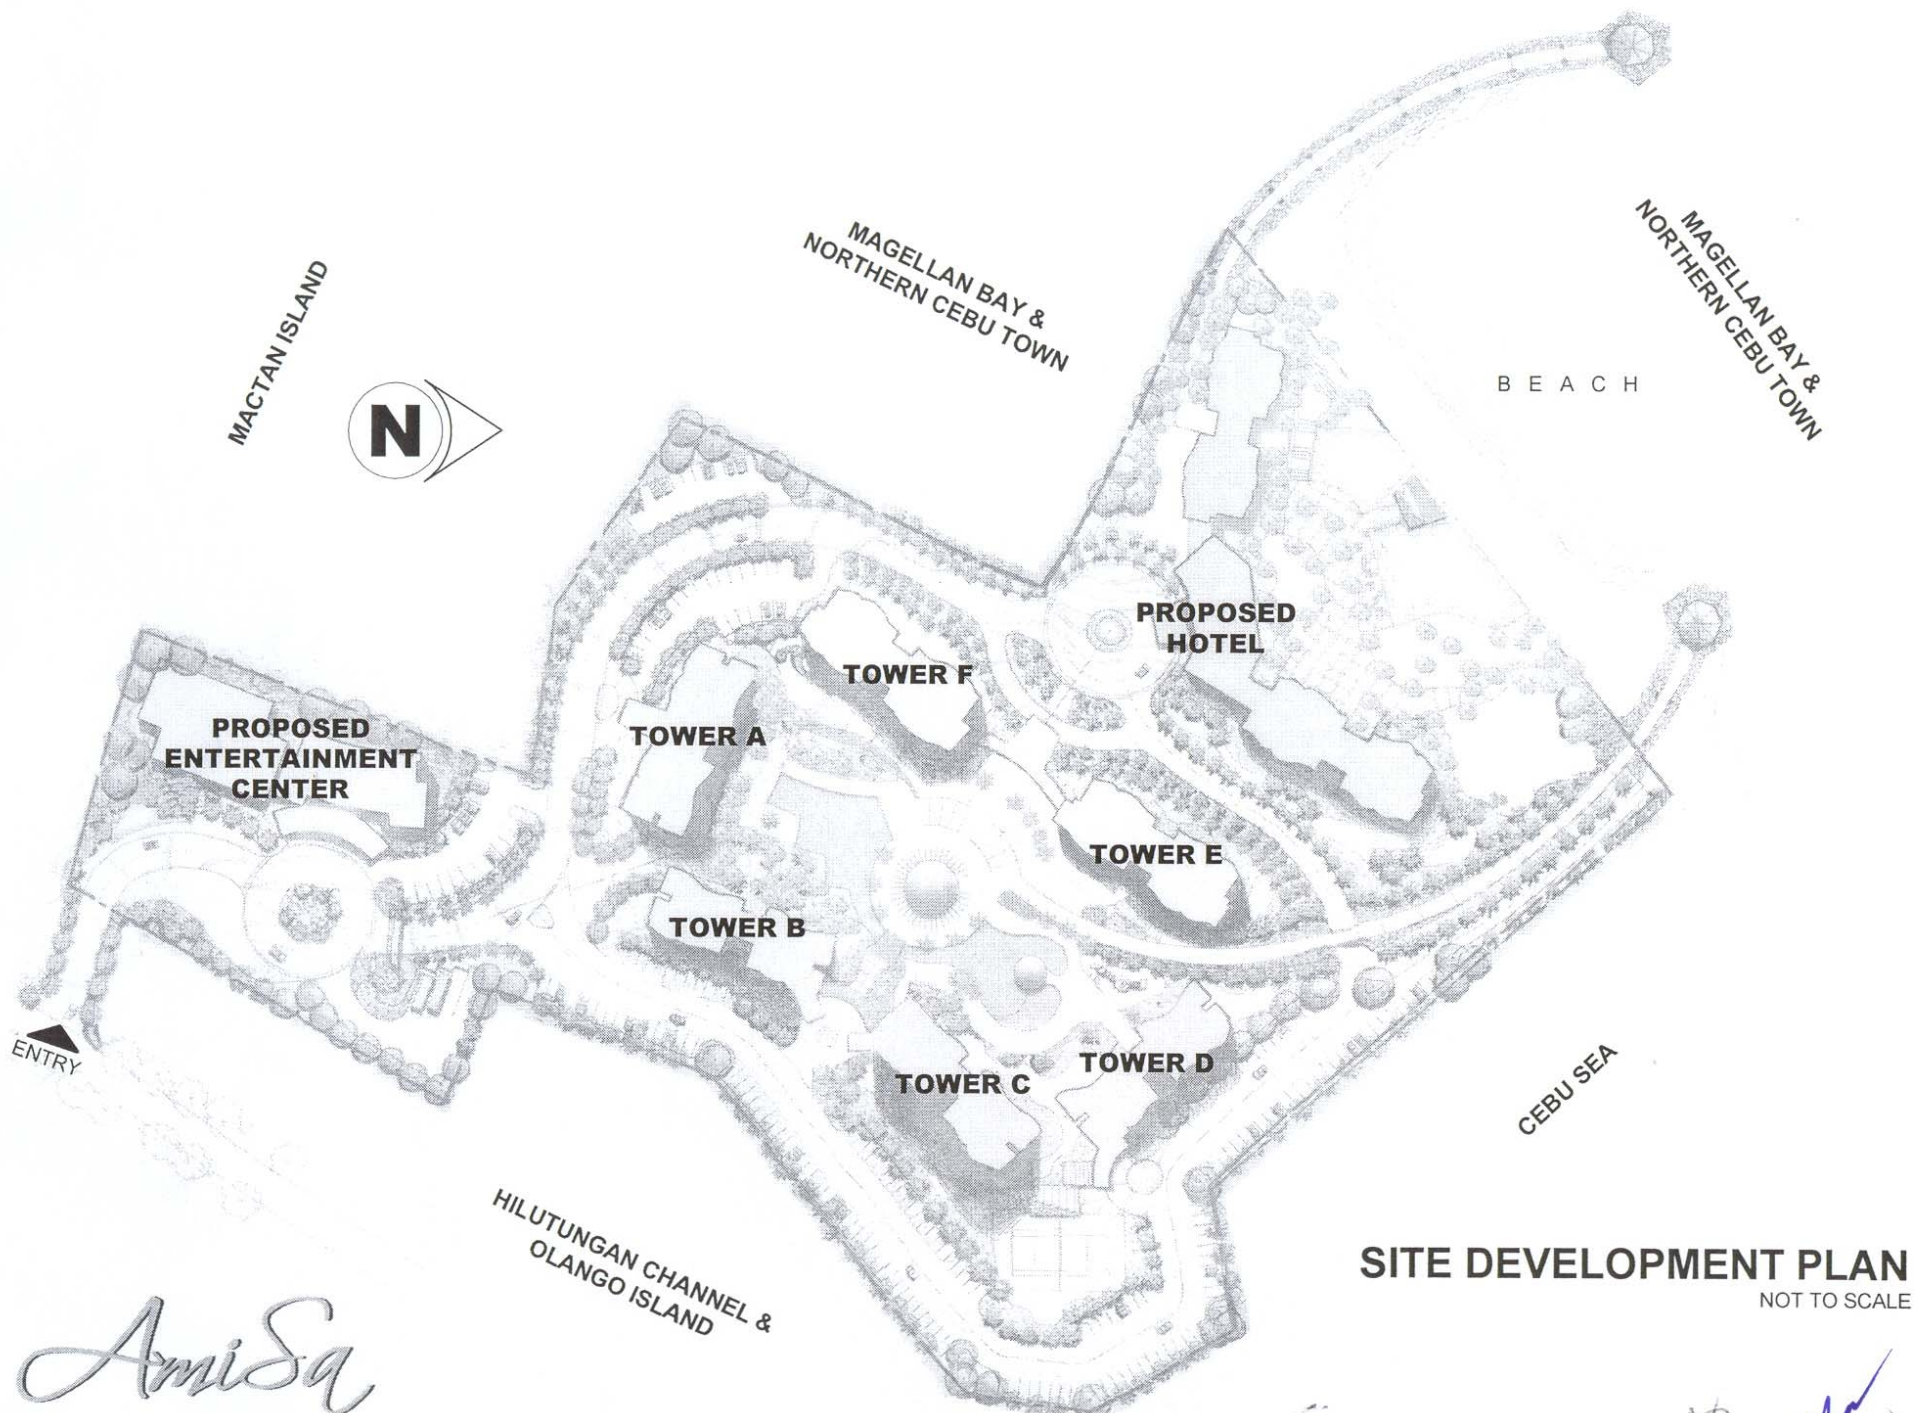 MAGELLAN BAY &
NORTHERN CEBU TOWN
MAGELLAN BAY &
NORTHERN CEBU TOWN
MACTAN ISLAND
BEACH
N
PROPOSED
HOTEL
TOWER F
TOWER A
PROPOSED
ENTERTAINMENT
CENTER
TOWER E
TOWER B
ENTRY
TOWER D
TOWER C
CEBU SEA
HILUTUNGAN CHANNEL &
OLANGO ISLAND
SITE DEVELOPMENT PLAN
NOT TO SCALE
AmiSa